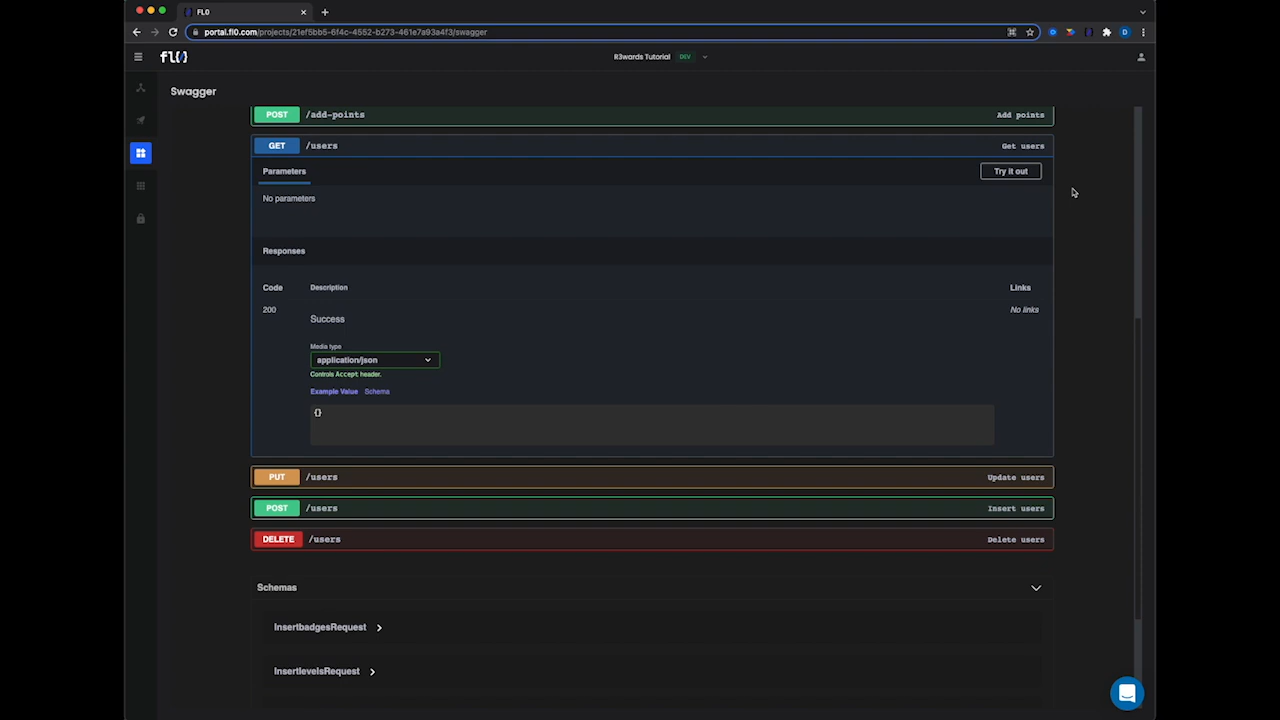 FL0
portal.fl0.com/projects/21ef5bb5-6f4c-4552-b273-461e7a93a4f3/swagger
D
D
fl{0}
R3wards Tutorial DEV
Swagger
POST /add-points Add points
GET /users Get users
Parameters Try it out
No parameters
Responses
Code Description Links
200 Success No links
Media type
application/json
Controls Accept header.
Example Value Schema
{}
PUT /users Update users
POST /users Insert users
DELETE /users Delete users
Schemas
InsertbadgesRequest
InsertlevelsRequest